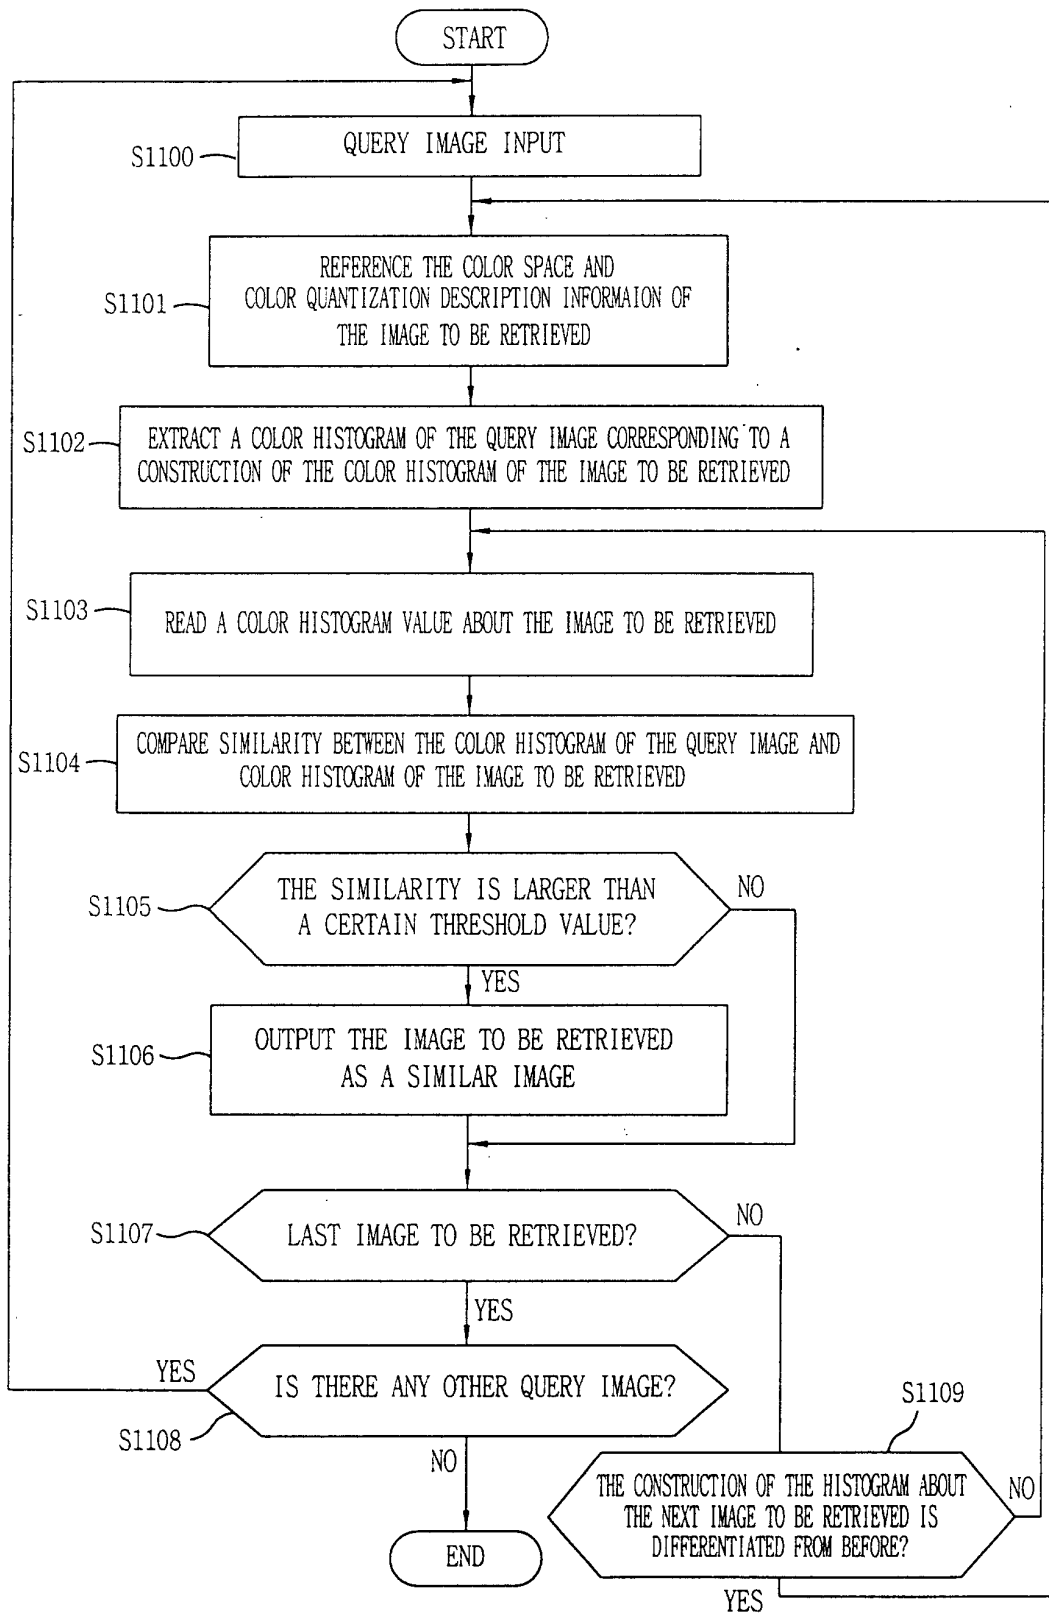 START
S1100
QUERY IMAGE INPUT
S1101
REFERENCE THE COLOR SPACE AND
COLOR QUANTIZATION DESCRIPTION INFORMAION OF
THE IMAGE TO BE RETRIEVED
S1102
EXTRACT A COLOR HISTOGRAM OF THE QUERY IMAGE CORRESPONDING TO A
CONSTRUCTION OF THE COLOR HISTOGRAM OF THE IMAGE TO BE RETRIEVED
S1103
READ A COLOR HISTOGRAM VALUE ABOUT THE IMAGE TO BE RETRIEVED
S1104
COMPARE SIMILARITY BETWEEN THE COLOR HISTOGRAM OF THE QUERY IMAGE AND
COLOR HISTOGRAM OF THE IMAGE TO BE RETRIEVED
S1105
THE SIMILARITY IS LARGER THAN
A CERTAIN THRESHOLD VALUE?
NO
YES
S1106
OUTPUT THE IMAGE TO BE RETRIEVED
AS A SIMILAR IMAGE
S1107
LAST IMAGE TO BE RETRIEVED?
NO
YES
YES
IS THERE ANY OTHER QUERY IMAGE?
S1108
NO
S1109
THE CONSTRUCTION OF THE HISTOGRAM ABOUT
THE NEXT IMAGE TO BE RETRIEVED IS
DIFFERENTIATED FROM BEFORE?
NO
YES
END